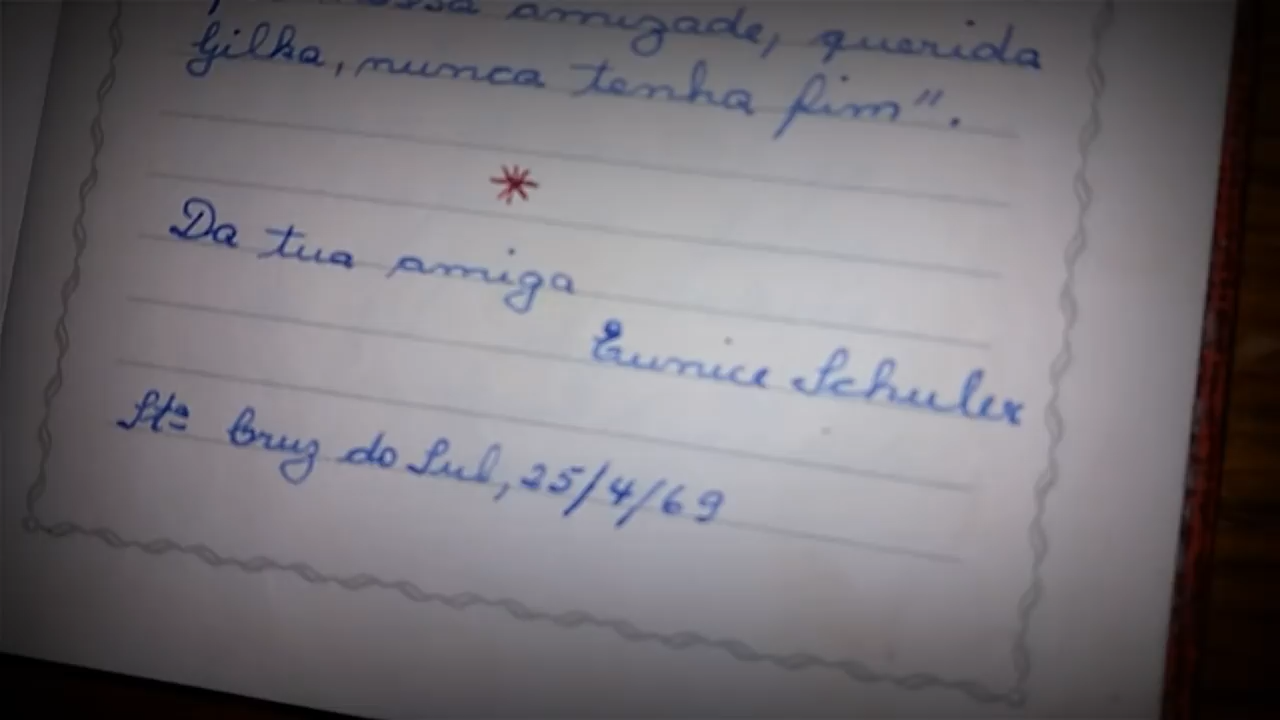 amizade, querida
Gilka, nunca tenha fim".
*
Da tua amiga
Eunice Schuler
Stª Cruz do Sul, 25/4/69